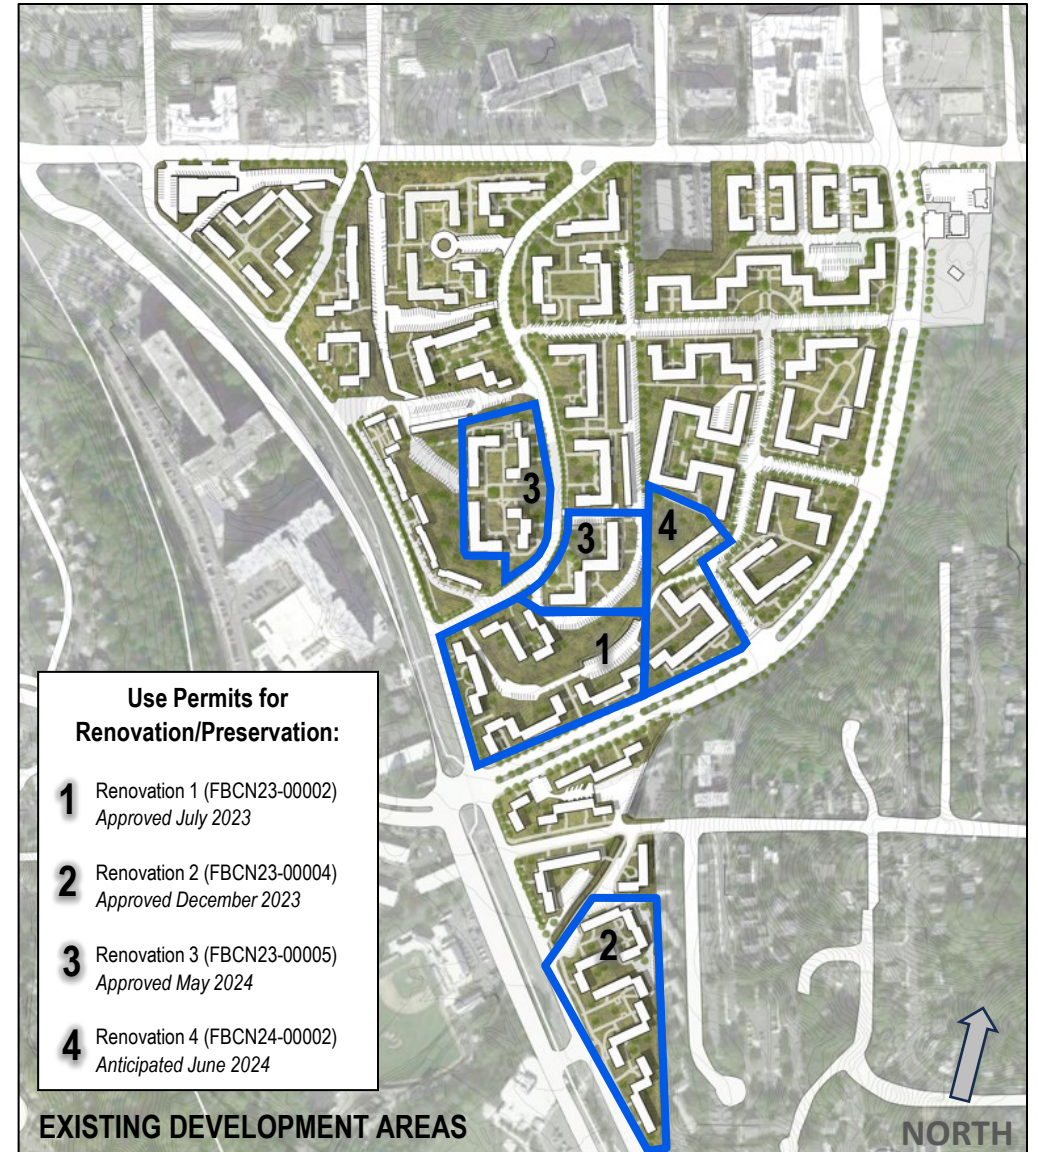 3
3
4
1
2
Use Permits for
Renovation/Preservation:
1 Renovation 1 (FBCN23-00002)
Approved July 2023
2 Renovation 2 (FBCN23-00004)
Approved December 2023
3 Renovation 3 (FBCN23-00005)
Approved May 2024
4 Renovation 4 (FBCN24-00002)
Anticipated June 2024
EXISTING DEVELOPMENT AREAS
NORTH